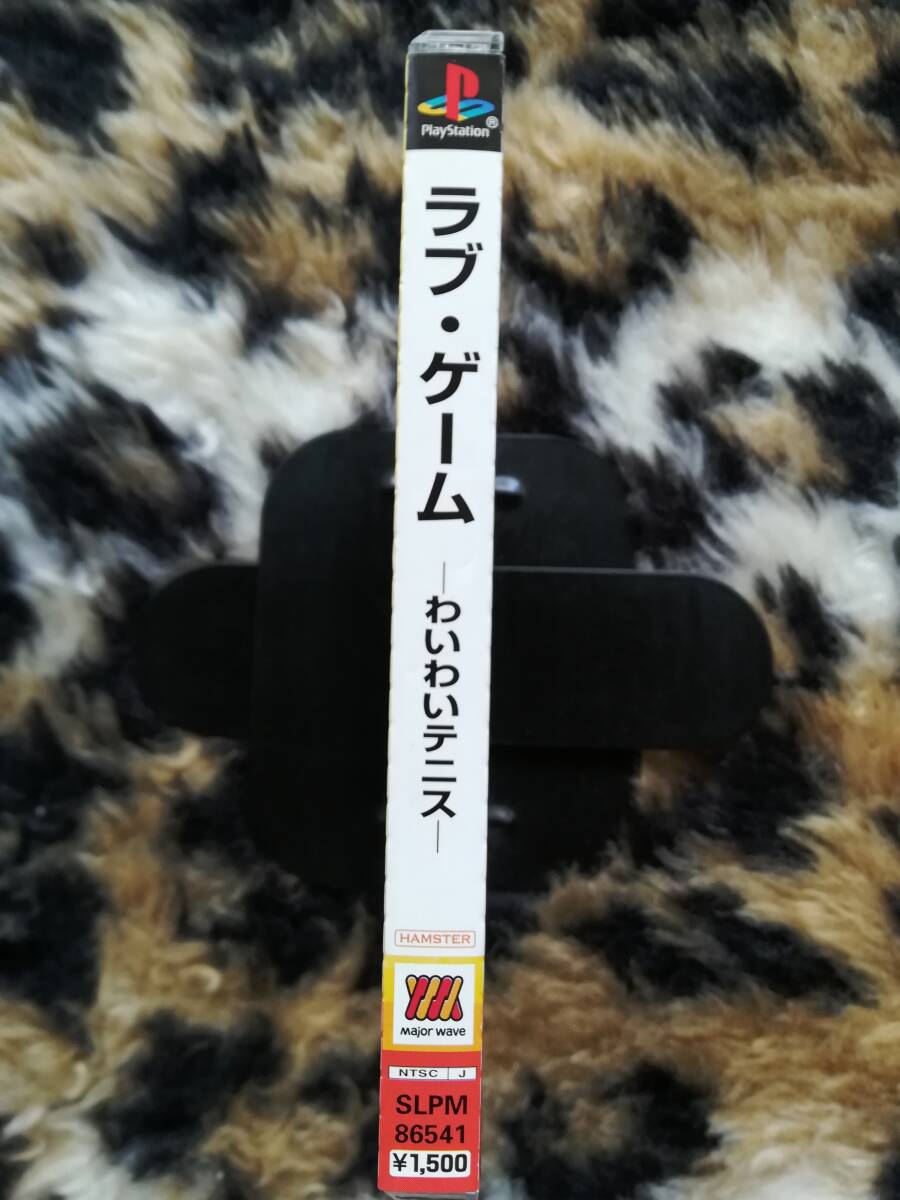 PlayStation®
ラブ・ゲーム
―わいわいテニス―
HAMSTER
major wave
NTSC J
SLPM
86541
¥1,500